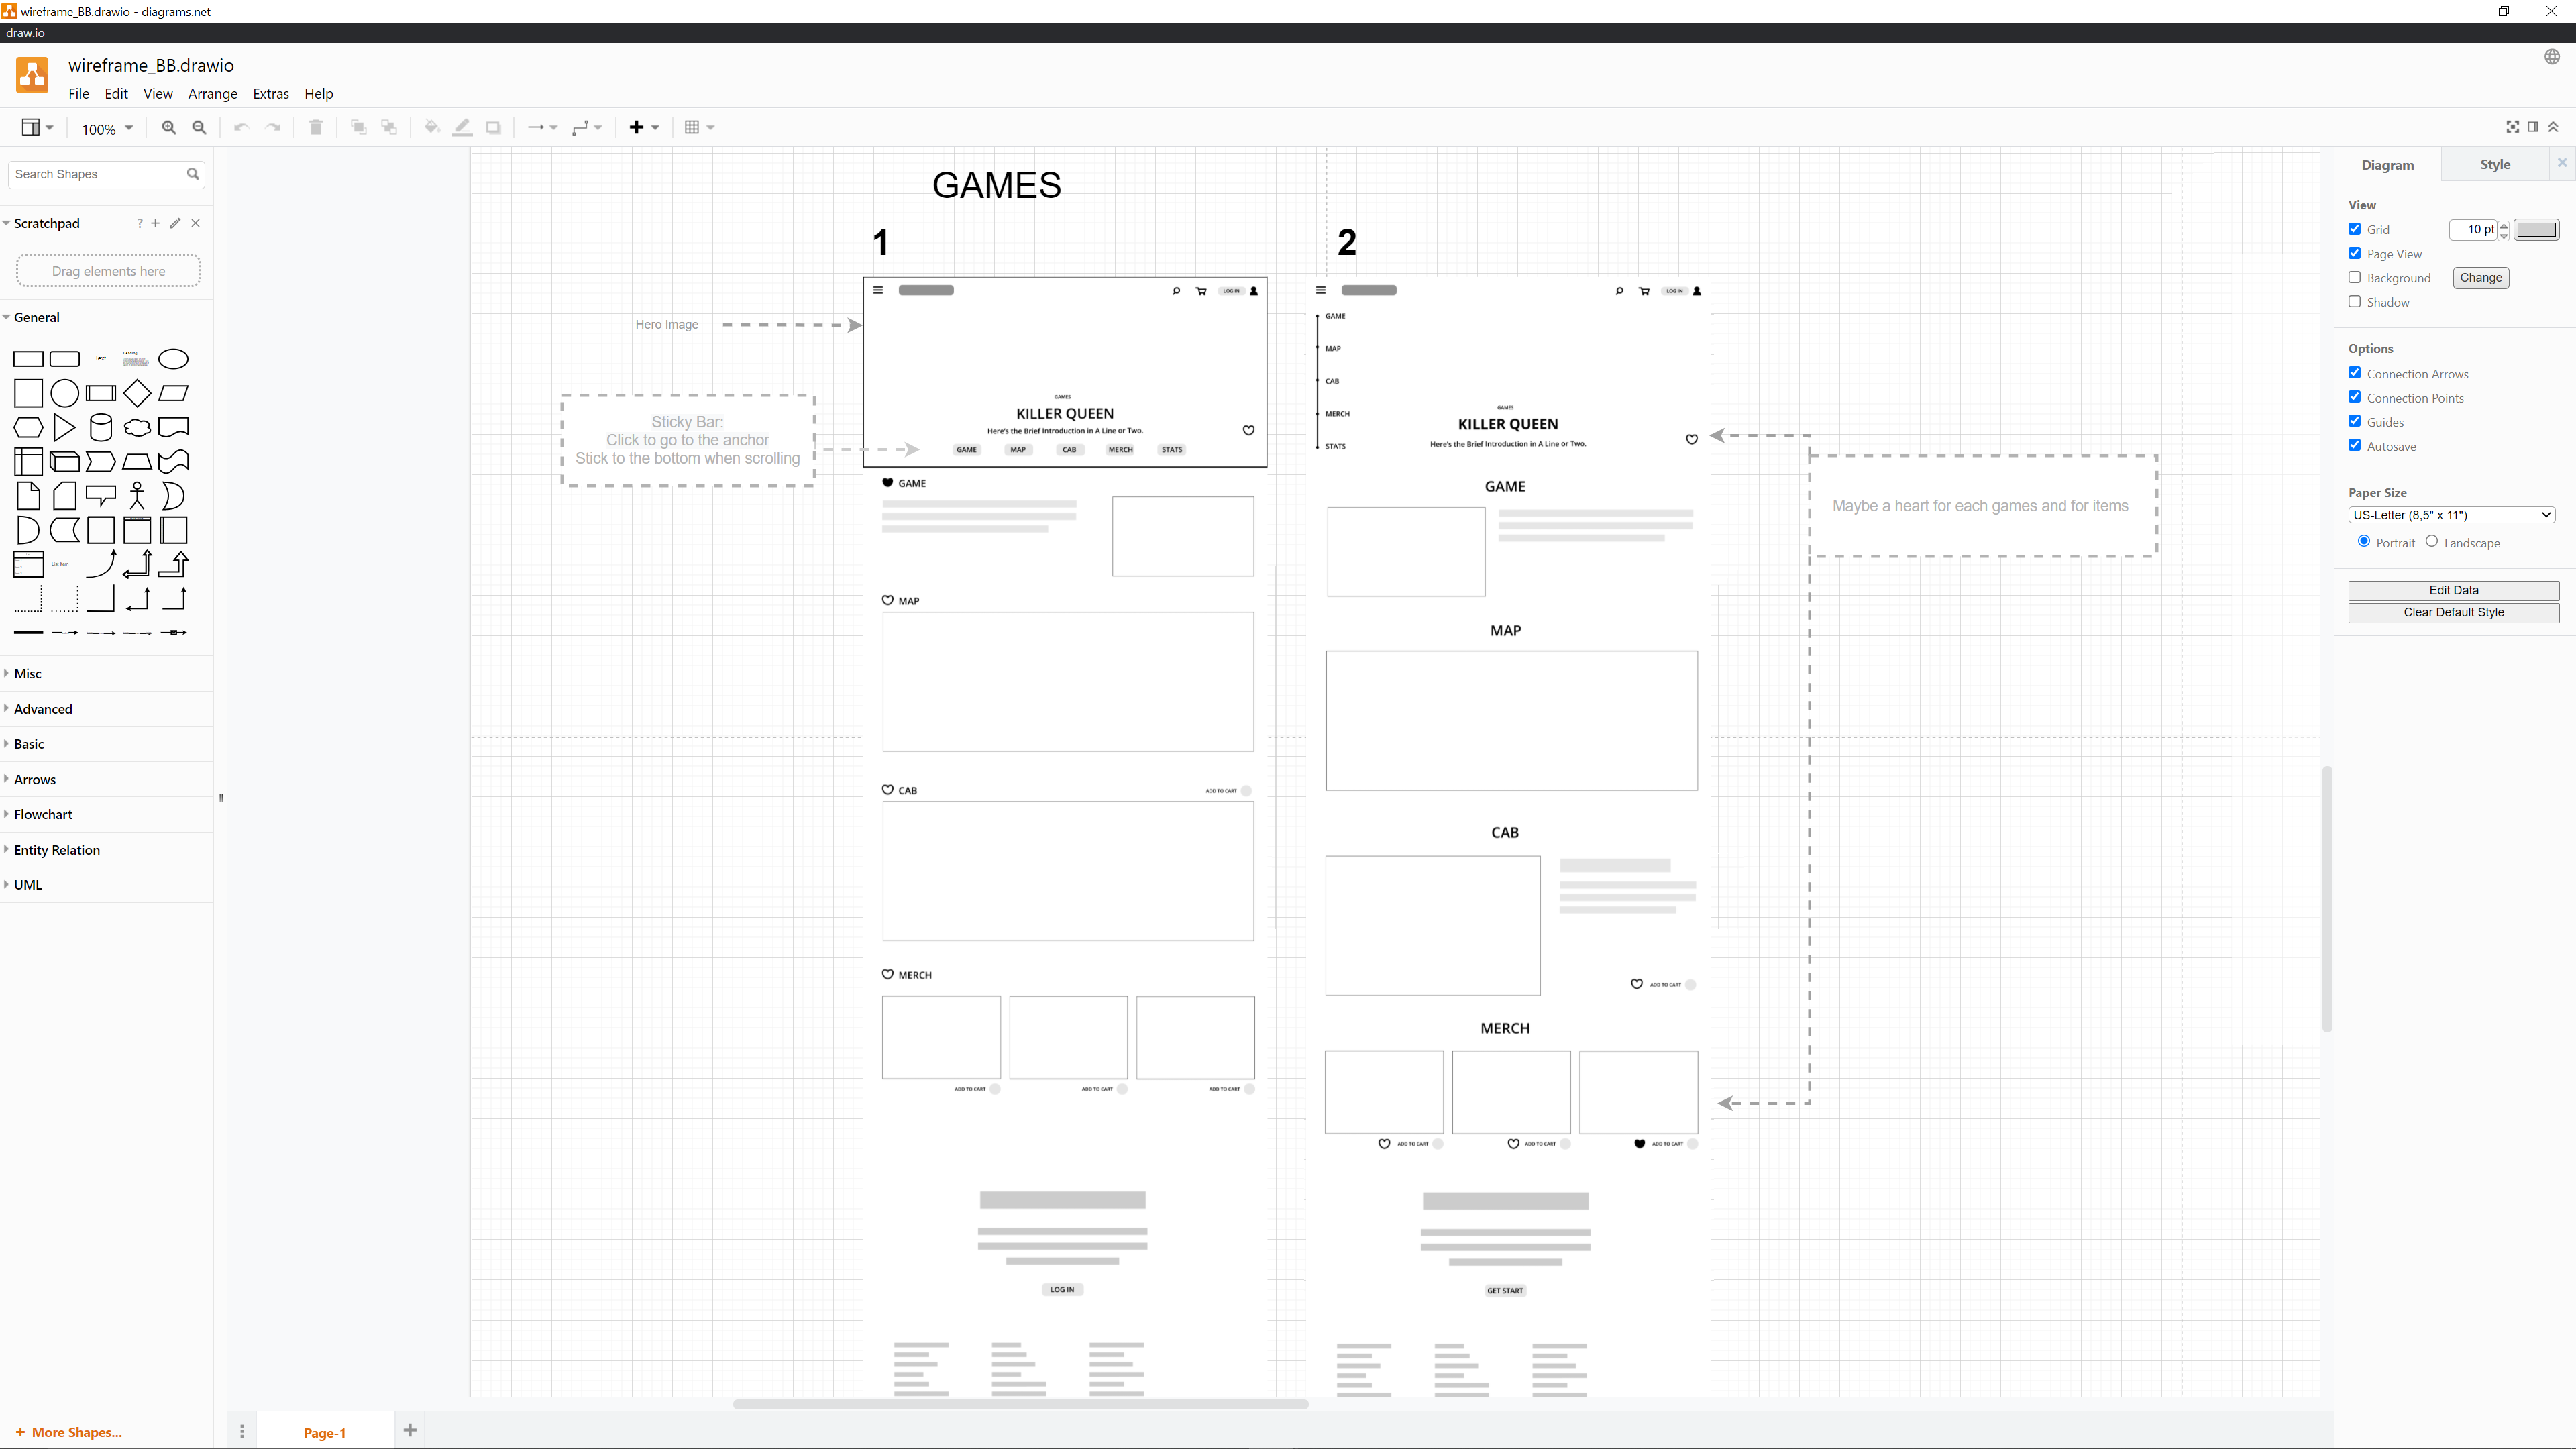 wireframe_BB.drawio - diagrams.net
draw.io
wireframe_BB.drawio
File Edit View Arrange Extras Help
100%
Search Shapes
Scratchpad
?
Drag elements here
General
Text
Heading
List Item
Misc
Advanced
Basic
Arrows
Flowchart
Entity Relation
UML
+ More Shapes...
Page-1
GAMES
1
2
Hero Image
Sticky Bar:
Click to go to the anchor
Stick to the bottom when scrolling
LOG IN
GAMES
KILLER QUEEN
Here's the Brief Introduction in A Line or Two.
GAME MAP CAB MERCH STATS
GAME
MAP
CAB
ADD TO CART
MERCH
ADD TO CART ADD TO CART ADD TO CART
LOG IN
LOG IN
GAME
MAP
CAB
MERCH
STATS
GAMES
KILLER QUEEN
Here's the Brief Introduction in A Line or Two.
GAME
MAP
CAB
ADD TO CART
MERCH
ADD TO CART ADD TO CART ADD TO CART
GET START
Maybe a heart for each games and for items
Diagram Style
View
Grid 10 pt
Page View
Background Change
Shadow
Options
Connection Arrows
Connection Points
Guides
Autosave
Paper Size
US-Letter (8,5" x 11")
Portrait Landscape
Edit Data
Clear Default Style